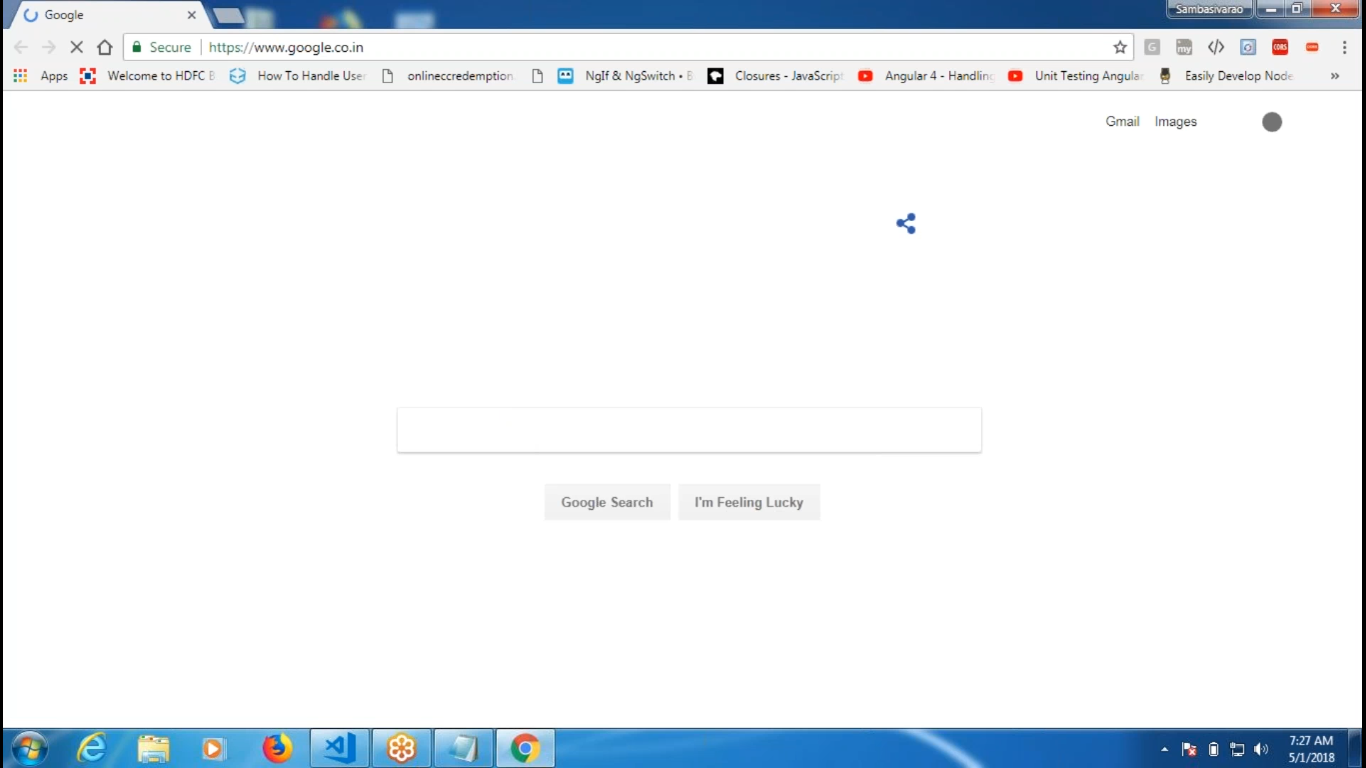 Google
Sambasivarao
Secure https://www.google.co.in
Apps Welcome to HDFC B How To Handle User onlineccredemption NgIf & NgSwitch • B Closures - JavaScript Angular 4 - Handling Unit Testing Angular Easily Develop Node
Gmail Images
Google Search I'm Feeling Lucky
7:27 AM
5/1/2018